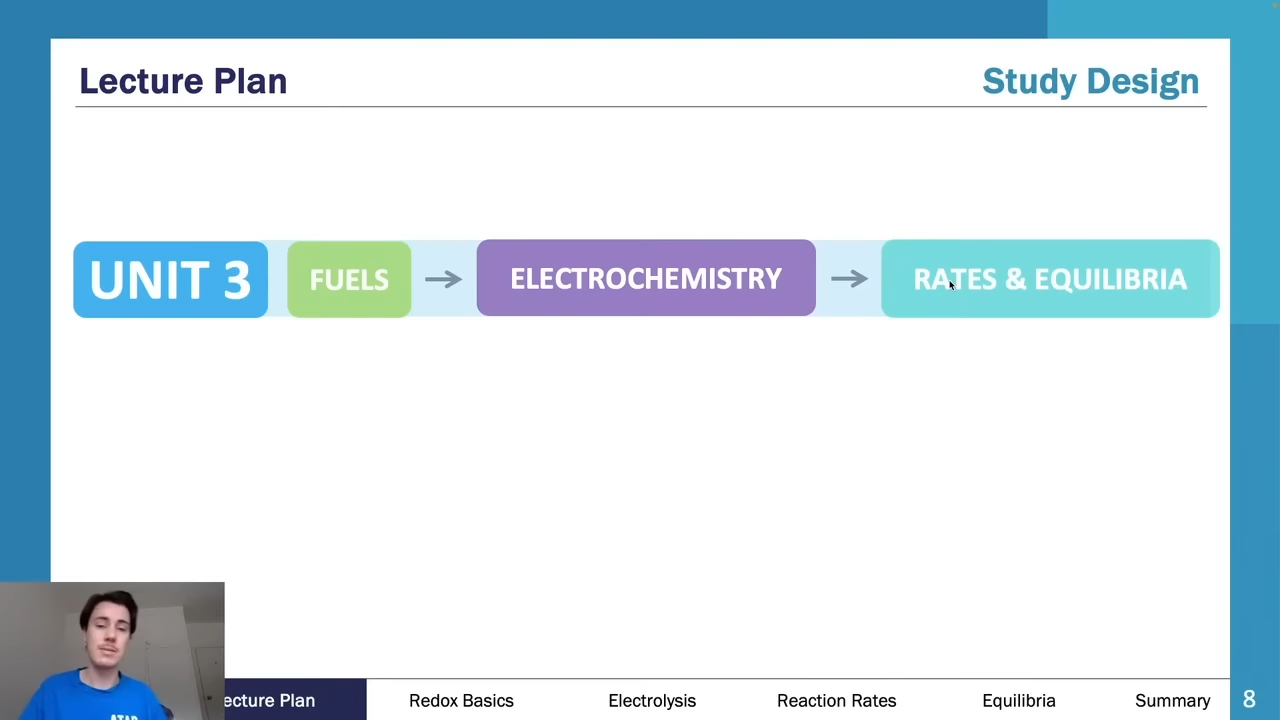 Lecture Plan
Study Design
UNIT 3
FUELS
ELECTROCHEMISTRY
RATES & EQUILIBRIA
ecture Plan
Redox Basics
Electrolysis
Reaction Rates
Equilibria
Summary
8